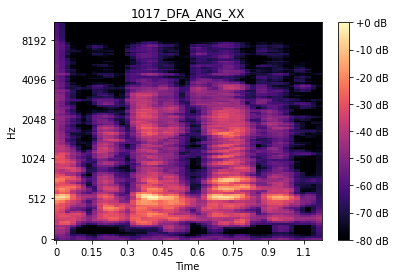 1017_DFA_ANG_XX
Hz
8192
4096
2048
1024
512
0
0 0.15 0.3 0.45 0.6 0.75 0.9 1.1
Time
+0 dB
-10 dB
-20 dB
-30 dB
-40 dB
-50 dB
-60 dB
-70 dB
-80 dB